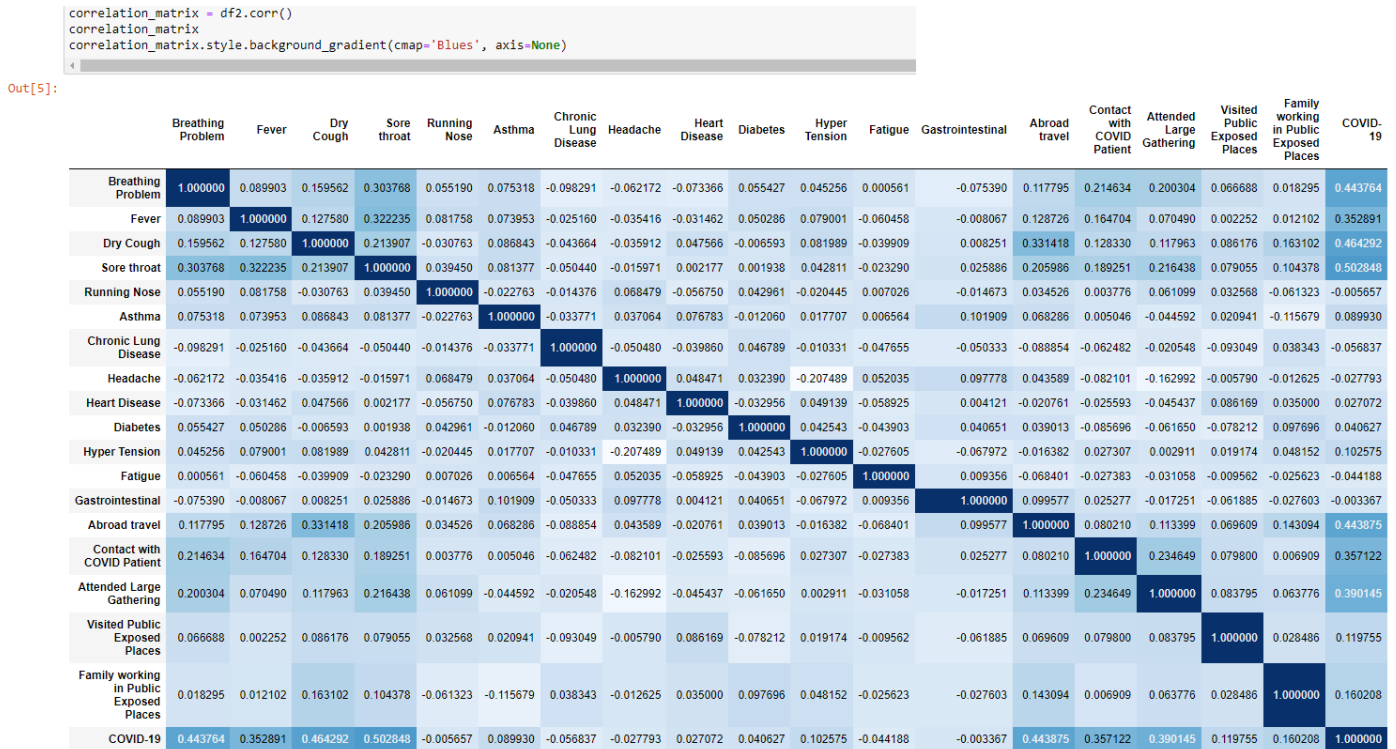 correlation_matrix = df2.corr()
correlation_matrix
correlation_matrix.style.background_gradient(cmap='Blues', axis=None)
Out[5]:
Breathing Problem Fever Dry Cough Sore throat Running Nose Asthma Chronic Lung Disease Headache Heart Disease Diabetes Hyper Tension Fatigue Gastrointestinal Abroad travel Contact with COVID Patient Attended Large Gathering Visited Public Exposed Places Family working in Public Exposed Places COVID-19
Breathing Problem 1.000000 0.089903 0.159562 0.303768 0.055190 0.075318 -0.098291 -0.062172 -0.073366 0.055427 0.045256 0.000561 -0.075390 0.117795 0.214634 0.200304 0.066688 0.018295 0.443764
Fever 0.089903 1.000000 0.127580 0.322235 0.081758 0.073953 -0.025160 -0.035416 -0.031462 0.050286 0.079001 -0.060458 -0.008067 0.128726 0.164704 0.070490 0.002252 0.012102 0.352891
Dry Cough 0.159562 0.127580 1.000000 0.213907 -0.030763 0.086843 -0.043664 -0.035912 0.047566 -0.006593 0.081989 -0.039909 0.008251 0.331418 0.128330 0.117963 0.086176 0.163102 0.464292
Sore throat 0.303768 0.322235 0.213907 1.000000 0.039450 0.081377 -0.050440 -0.015971 0.002177 0.001938 0.042811 -0.023290 0.025886 0.205986 0.189251 0.216438 0.079055 0.104378 0.502848
Running Nose 0.055190 0.081758 -0.030763 0.039450 1.000000 -0.022763 -0.014376 0.068479 -0.056750 0.042961 -0.020445 0.007026 -0.014673 0.034526 0.003776 0.061099 0.032568 -0.061323 -0.005657
Asthma 0.075318 0.073953 0.086843 0.081377 -0.022763 1.000000 -0.033771 0.037064 0.076783 -0.012060 0.017707 0.006564 0.101909 0.068286 0.005046 -0.044592 0.020941 -0.115679 0.089930
Chronic Lung Disease -0.098291 -0.025160 -0.043664 -0.050440 -0.014376 -0.033771 1.000000 -0.050480 -0.039860 0.046789 -0.010331 -0.047655 -0.050333 -0.088854 -0.062482 -0.020548 -0.093049 0.038343 -0.056837
Headache -0.062172 -0.035416 -0.035912 -0.015971 0.068479 0.037064 -0.050480 1.000000 0.048471 0.032390 -0.207489 0.052035 0.097778 0.043589 -0.082101 -0.162992 -0.005790 -0.012625 -0.027793
Heart Disease -0.073366 -0.031462 0.047566 0.002177 -0.056750 0.076783 -0.039860 0.048471 1.000000 -0.032956 0.049139 -0.058925 0.004121 -0.020761 -0.025593 -0.045437 0.086169 0.035000 0.027072
Diabetes 0.055427 0.050286 -0.006593 0.001938 0.042961 -0.012060 0.046789 0.032390 -0.032956 1.000000 0.042543 -0.043903 0.040651 0.039013 -0.085696 -0.061650 -0.078212 0.097696 0.040627
Hyper Tension 0.045256 0.079001 0.081989 0.042811 -0.020445 0.017707 -0.010331 -0.207489 0.049139 0.042543 1.000000 -0.027605 -0.067972 -0.016382 0.027307 0.002911 0.019174 0.048152 0.102575
Fatigue 0.000561 -0.060458 -0.039909 -0.023290 0.007026 0.006564 -0.047655 0.052035 -0.058925 -0.043903 -0.027605 1.000000 0.009356 -0.068401 -0.027383 -0.031058 -0.009562 -0.025623 -0.044188
Gastrointestinal -0.075390 -0.008067 0.008251 0.025886 -0.014673 0.101909 -0.050333 0.097778 0.004121 0.040651 -0.067972 0.009356 1.000000 0.099577 0.025277 -0.017251 -0.061885 -0.027603 -0.003367
Abroad travel 0.117795 0.128726 0.331418 0.205986 0.034526 0.068286 -0.088854 0.043589 -0.020761 0.039013 -0.016382 -0.068401 0.099577 1.000000 0.080210 0.113399 0.069609 0.143094 0.443875
Contact with COVID Patient 0.214634 0.164704 0.128330 0.189251 0.003776 0.005046 -0.062482 -0.082101 -0.025593 -0.085696 0.027307 -0.027383 0.025277 0.080210 1.000000 0.234649 0.079800 0.006909 0.357122
Attended Large Gathering 0.200304 0.070490 0.117963 0.216438 0.061099 -0.044592 -0.020548 -0.162992 -0.045437 -0.061650 0.002911 -0.031058 -0.017251 0.113399 0.234649 1.000000 0.083795 0.063776 0.390145
Visited Public Exposed Places 0.066688 0.002252 0.086176 0.079055 0.032568 0.020941 -0.093049 -0.005790 0.086169 -0.078212 0.019174 -0.009562 -0.061885 0.069609 0.079800 0.083795 1.000000 0.028486 0.119755
Family working in Public Exposed Places 0.018295 0.012102 0.163102 0.104378 -0.061323 -0.115679 0.038343 -0.012625 0.035000 0.097696 0.048152 -0.025623 -0.027603 0.143094 0.006909 0.063776 0.028486 1.000000 0.160208
COVID-19 0.443764 0.352891 0.464292 0.502848 -0.005657 0.089930 -0.056837 -0.027793 0.027072 0.040627 0.102575 -0.044188 -0.003367 0.443875 0.357122 0.390145 0.119755 0.160208 1.000000